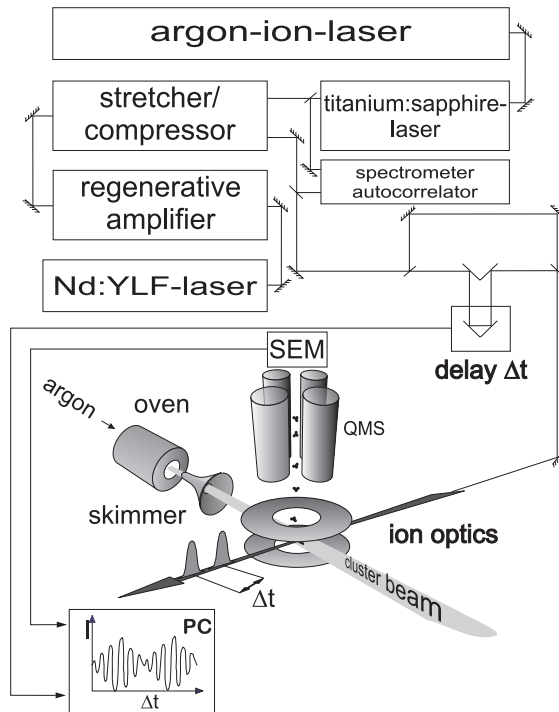 argon-ion-laser
stretcher/
compressor
titanium:sapphire-
laser
spectrometer
autocorrelator
regenerative
amplifier
Nd:YLF-laser
SEM
delay Δt
argon
oven
QMS
skimmer
ion optics
cluster beam
Δt
I
PC
Δt